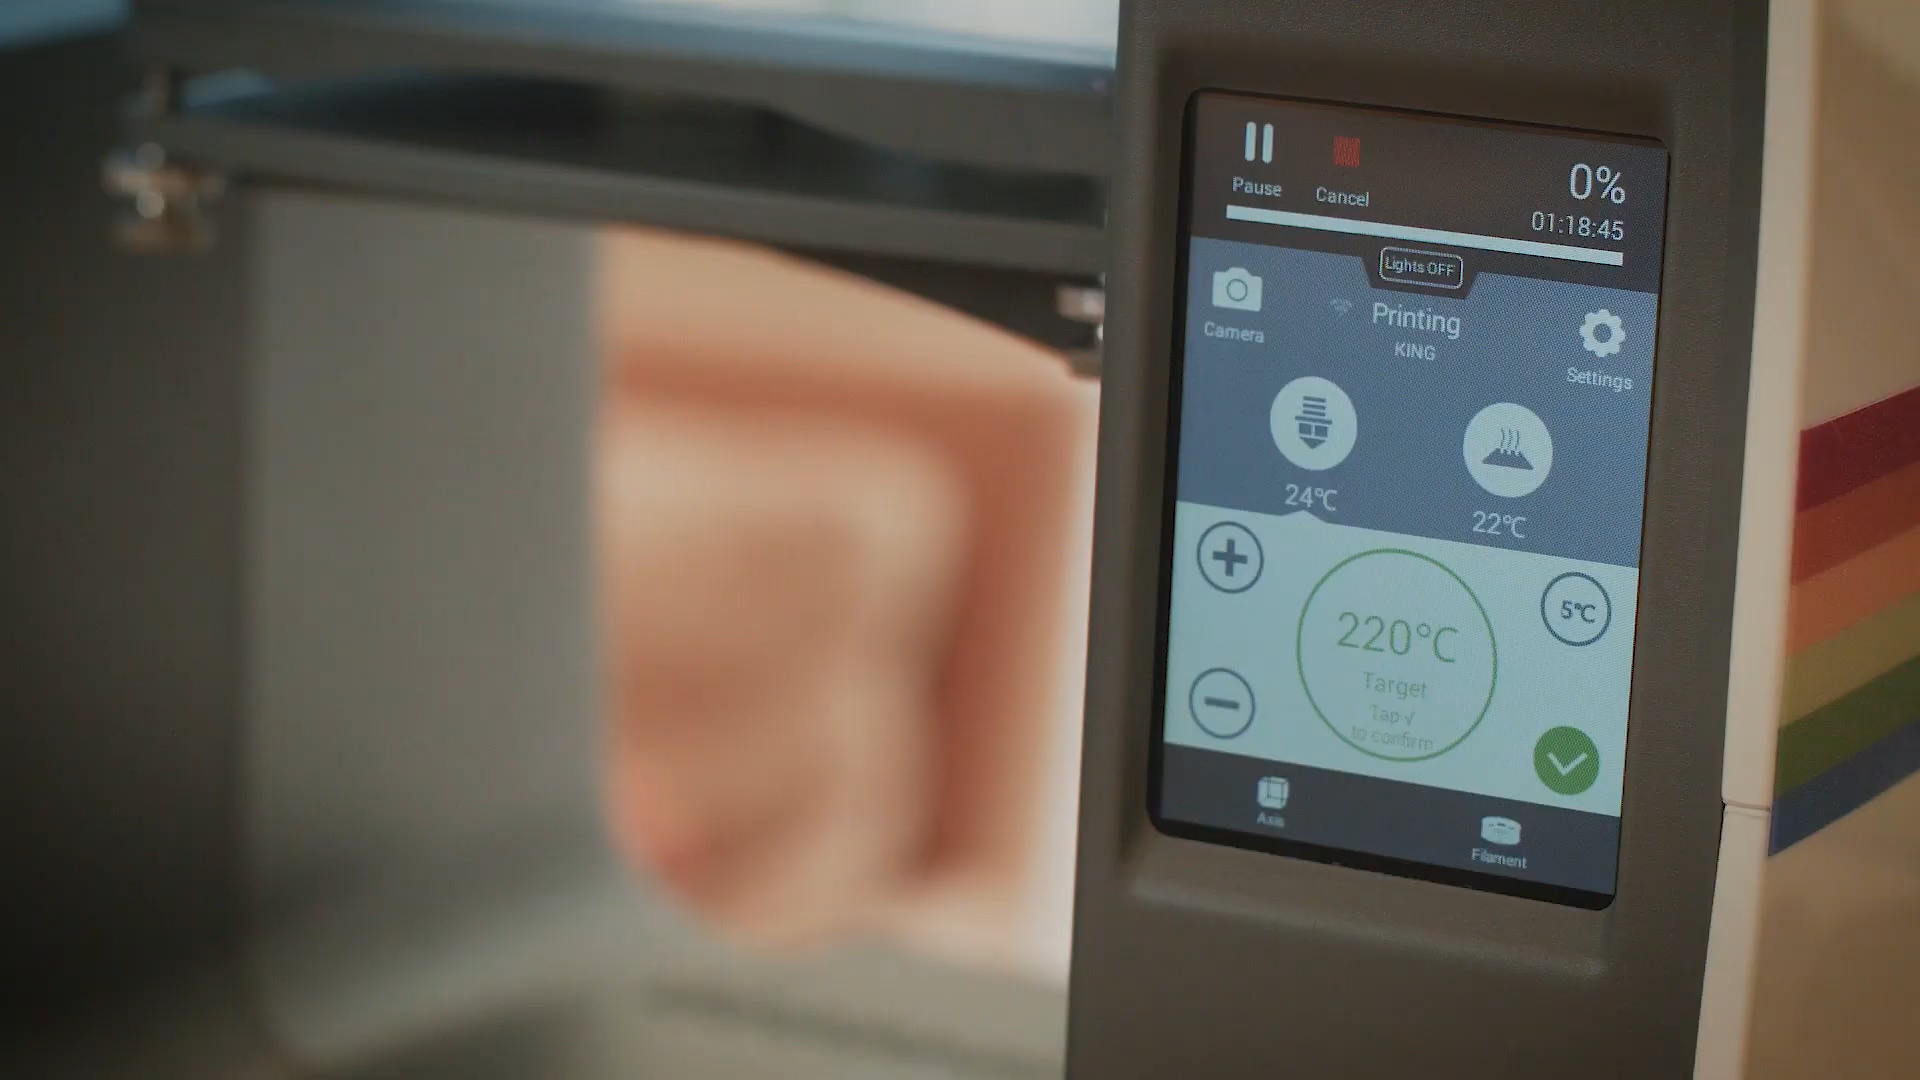 Pause
Cancel
0%
01:18:45
Lights OFF
Camera
Printing
KING
Settings
24℃
22℃
5℃
220°C
Target
Tap √
to confirm
Axis
Filament